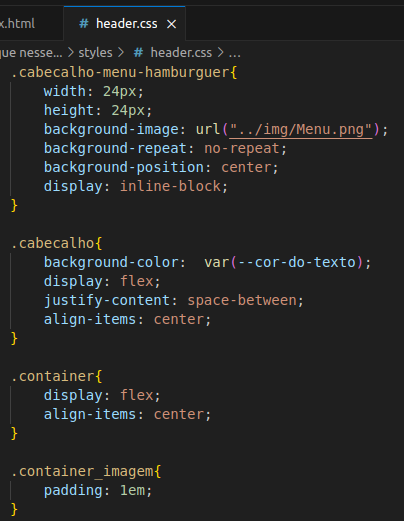 x.html
# header.css ×
que nesse... > styles > # header.css > ...
.cabecalho-menu-hamburguer{
    width: 24px;
    height: 24px;
    background-image: url("../img/Menu.png");
    background-repeat: no-repeat;
    background-position: center;
    display: inline-block;
}

.cabecalho{
    background-color:  var(--cor-do-texto);
    display: flex;
    justify-content: space-between;
    align-items: center;
}

.container{
    display: flex;
    align-items: center;
}

.container_imagem{
    padding: 1em;
}